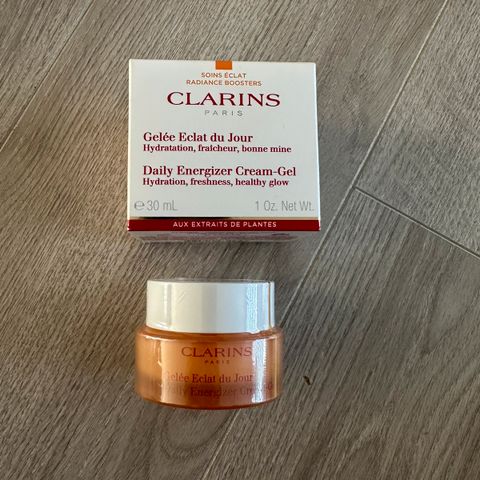 SOINS ÉCLAT
RADIANCE BOOSTERS
CLARINS
PARIS
Gelée Eclat du Jour
Hydratation, fraîcheur, bonne mine
Daily Energizer Cream-Gel
Hydration, freshness, healthy glow
℮ 30 mL 1 Oz. Net Wt.
AUX EXTRAITS DE PLANTES
CLARINS
PARIS
Gelée Eclat du Jour
Daily Energizer